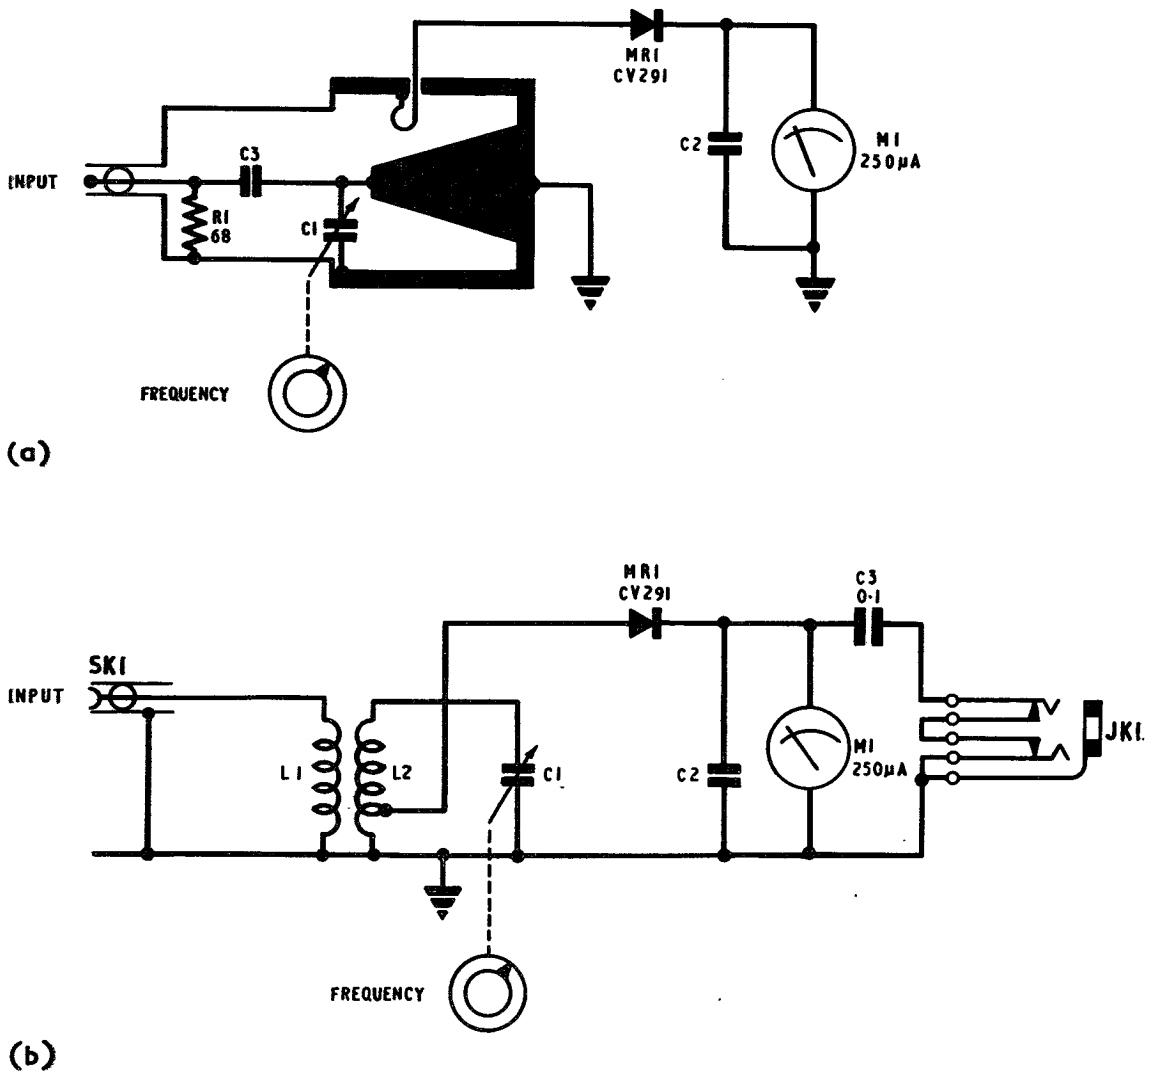 MR1
CV291
C2
M1
250µA
C3
INPUT
R1
68
C1
FREQUENCY
(a)
MR1
CV291
C3
0·1
SK1
INPUT
L1
L2
C1
C2
M1
250µA
JK1.
FREQUENCY
(b)